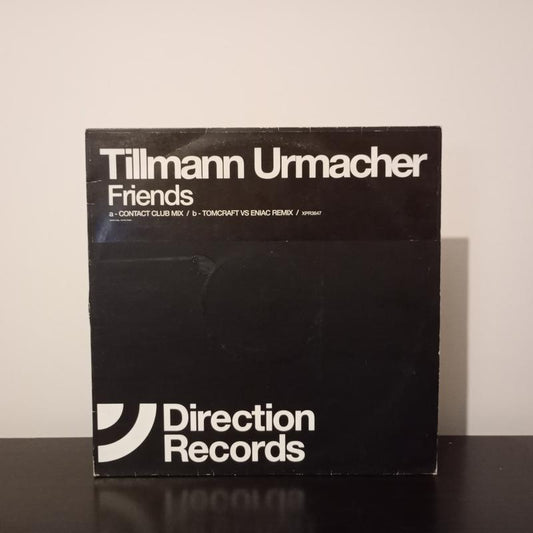 Tillmann Urmacher
Friends
a - CONTACT CLUB MIX / b - TOMCRAFT VS ENIAC REMIX / XPR3647
Direction
Records